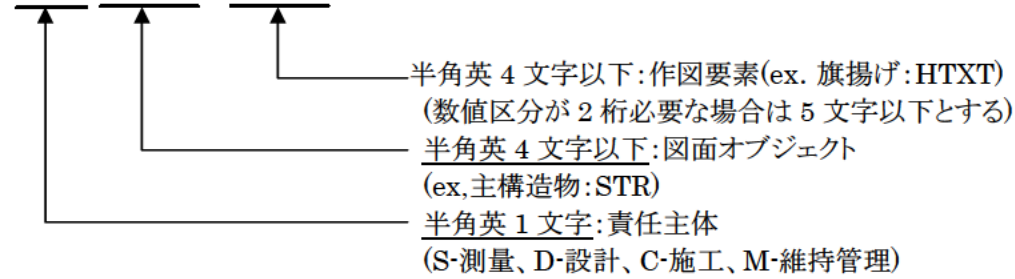 半角英 4 文字以下:作図要素(ex. 旗揚げ:HTXT)
(数値区分が 2 桁必要な場合は 5 文字以下とする)
半角英 4 文字以下:図面オブジェクト
(ex,主構造物:STR)
半角英 1 文字:責任主体
(S-測量、D-設計、C-施工、M-維持管理)